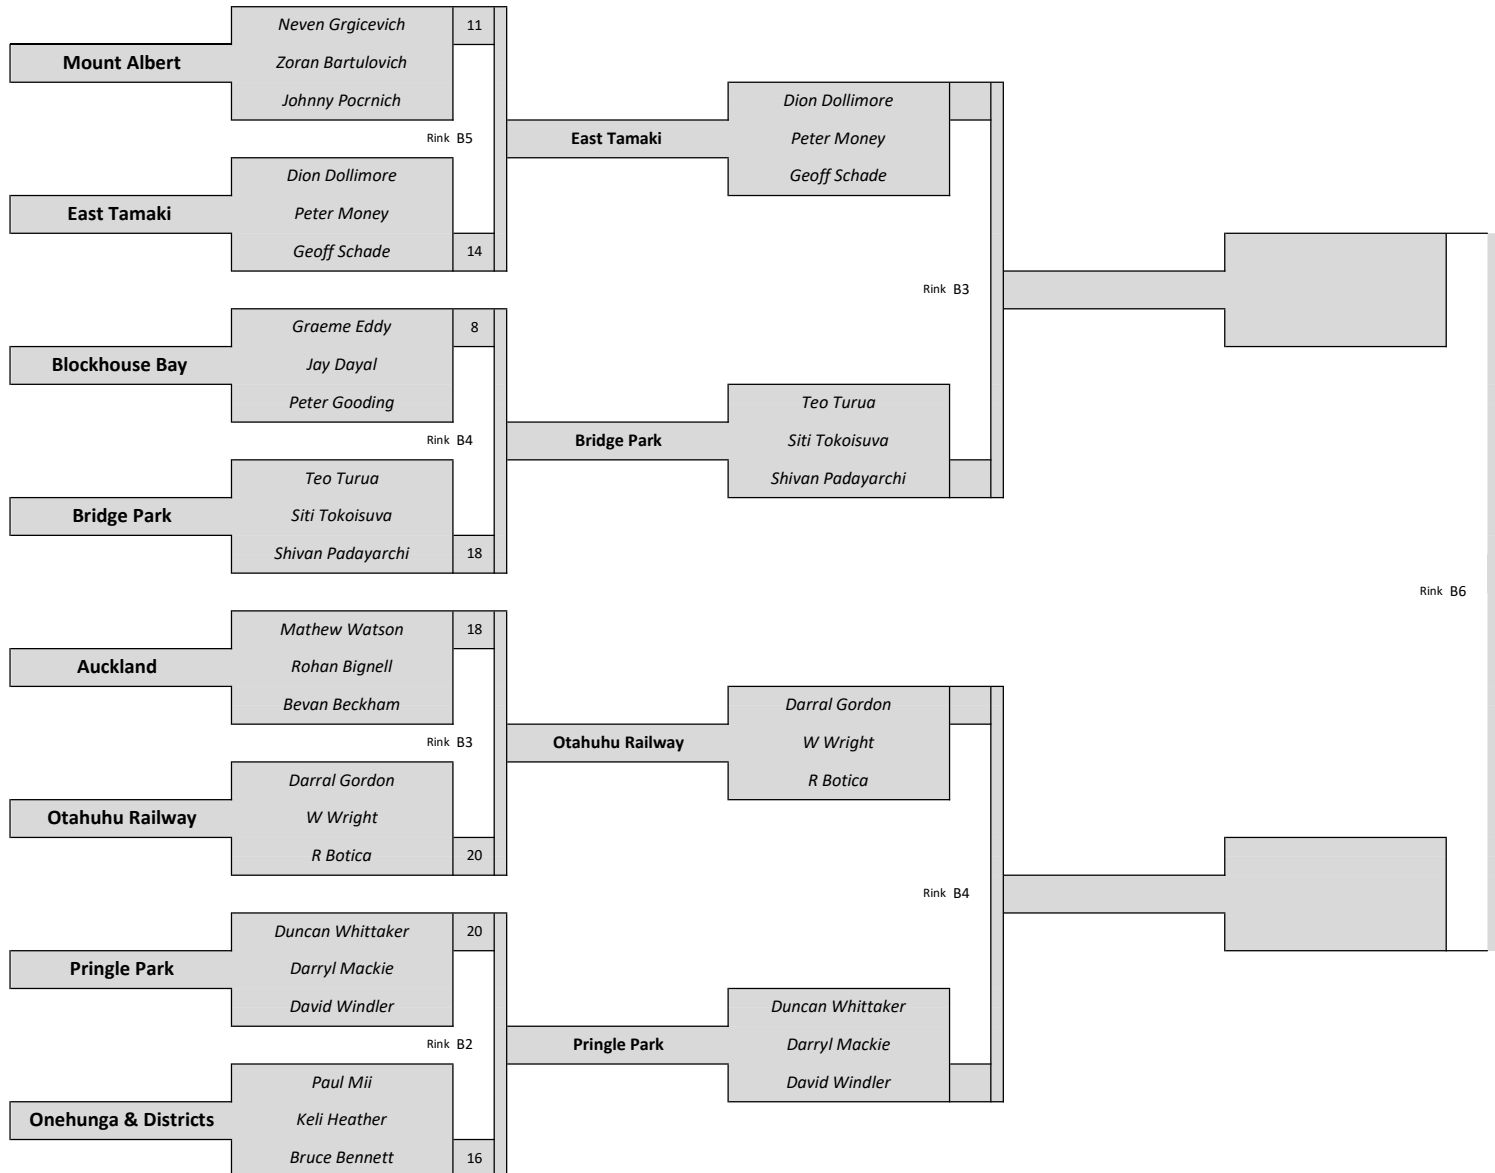 Neven Grgicevich 11
Mount Albert Zoran Bartulovich
Johnny Pocrnich Dion Dollimore
Rink B5 East Tamaki Peter Money
Dion Dollimore Geoff Schade
East Tamaki Peter Money
Geoff Schade 14
Rink B3
Graeme Eddy 8
Blockhouse Bay Jay Dayal
Peter Gooding Teo Turua
Rink B4 Bridge Park Siti Tokoisuva
Teo Turua Shivan Padayarchi
Bridge Park Siti Tokoisuva
Shivan Padayarchi 18
Rink B6
Mathew Watson 18
Auckland Rohan Bignell
Bevan Beckham Darral Gordon
Rink B3 Otahuhu Railway W Wright
Darral Gordon R Botica
Otahuhu Railway W Wright
R Botica 20
Rink B4
Duncan Whittaker 20
Pringle Park Darryl Mackie
David Windler Duncan Whittaker
Rink B2 Pringle Park Darryl Mackie
Paul Mii David Windler
Onehunga & Districts Keli Heather
Bruce Bennett 16